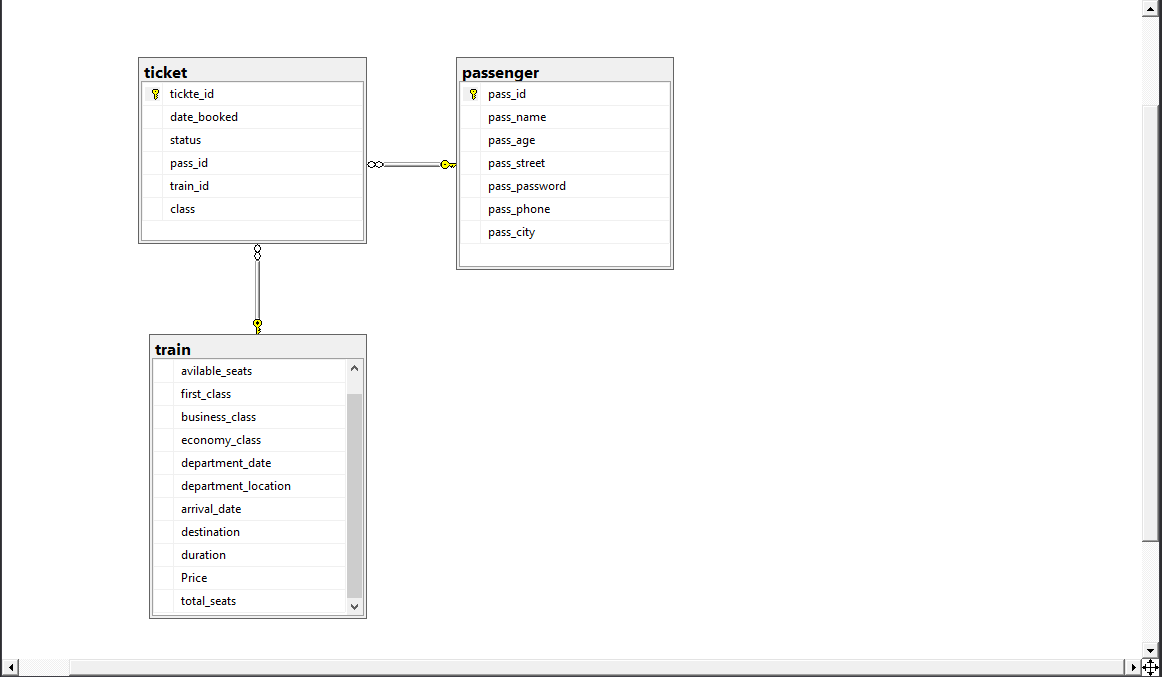 ticket
tickte_id
date_booked
status
pass_id
train_id
class
passenger
pass_id
pass_name
pass_age
pass_street
pass_password
pass_phone
pass_city
train
avilable_seats
first_class
business_class
economy_class
department_date
department_location
arrival_date
destination
duration
Price
total_seats